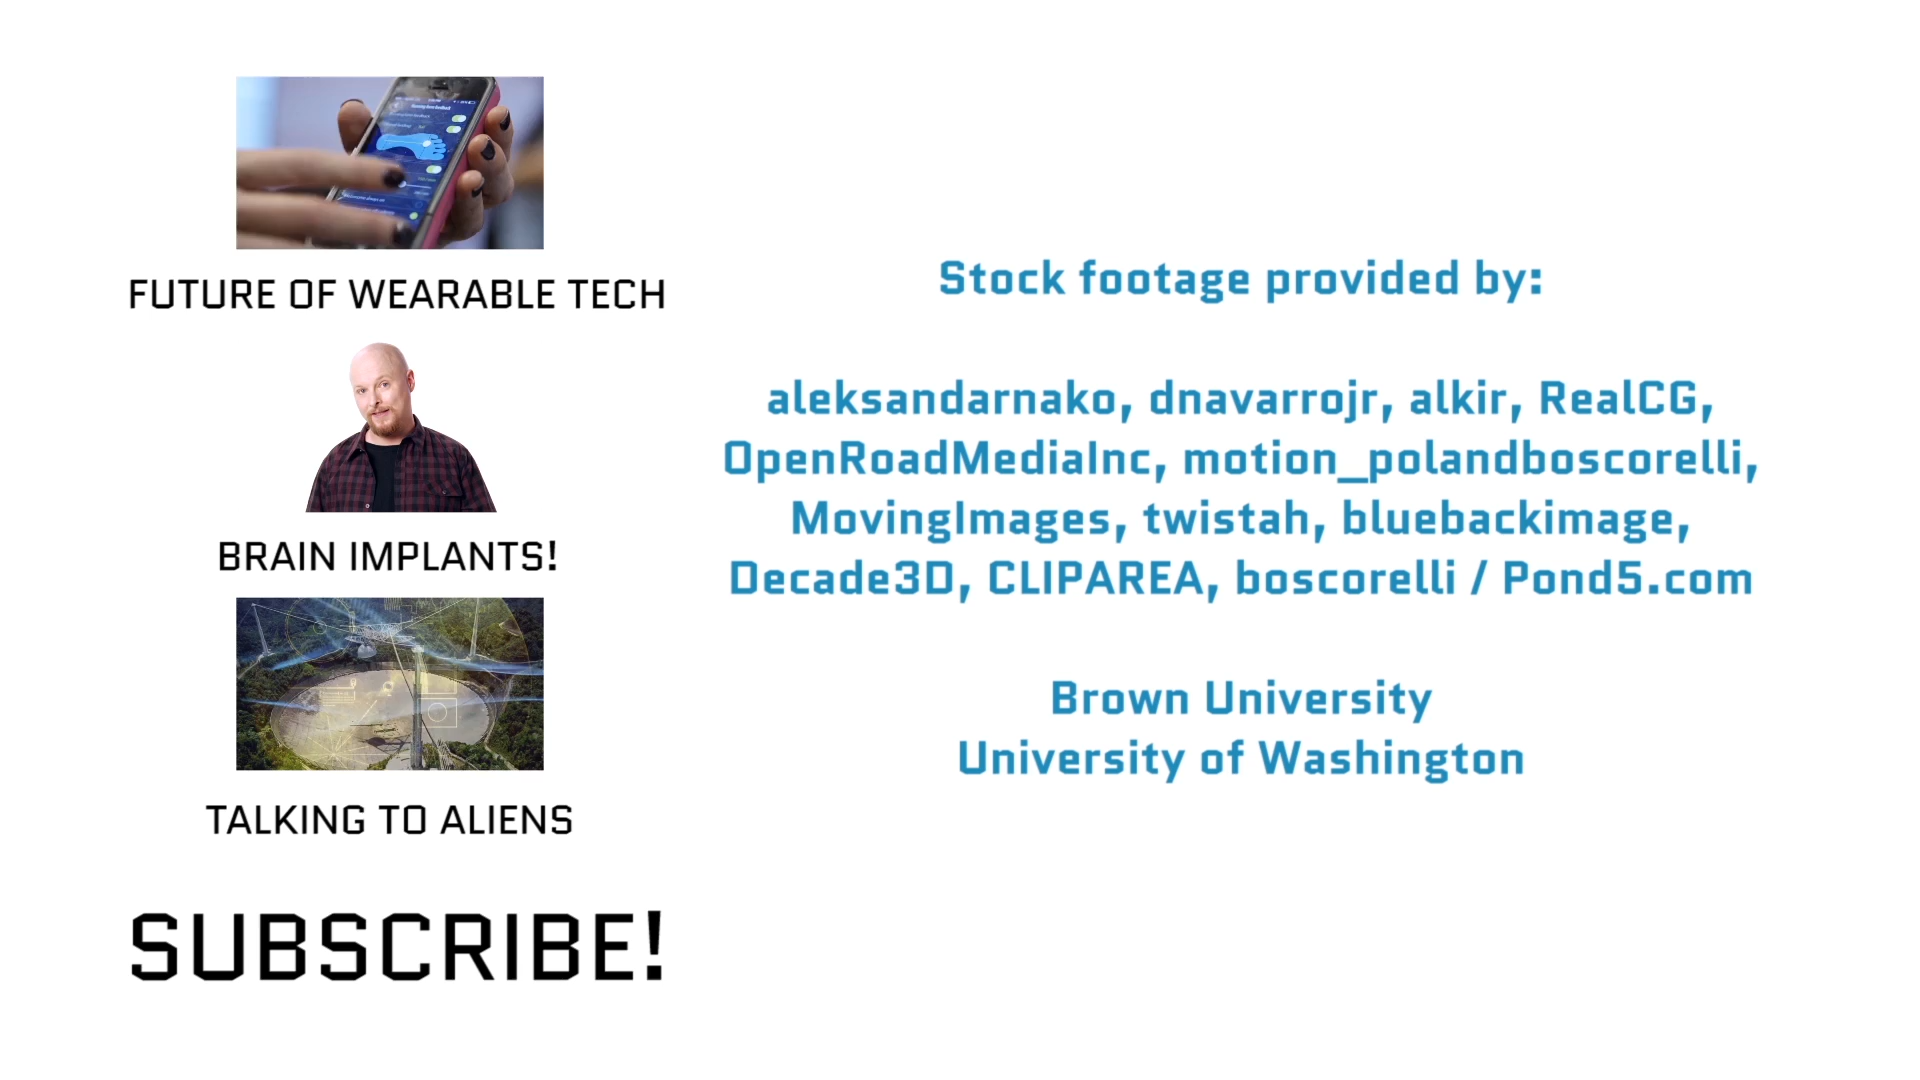 FUTURE OF WEARABLE TECH
BRAIN IMPLANTS!
TALKING TO ALIENS
SUBSCRIBE!
Stock footage provided by:
aleksandarnako, dnavarrojr, alkir, RealCG,
OpenRoadMediaInc, motion_polandboscorelli,
MovingImages, twistah, bluebackimage,
Decade3D, CLIPAREA, boscorelli / Pond5.com
Brown University
University of Washington